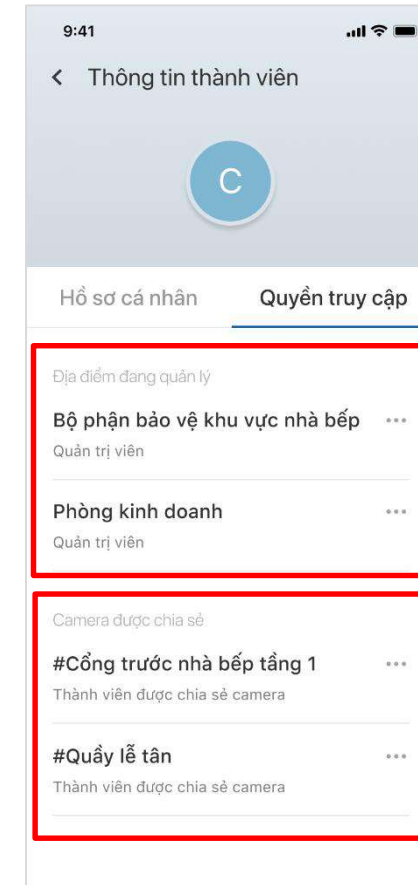 9:41
Thông tin thành viên
C
Hồ sơ cá nhân Quyền truy cập
Địa điểm đang quản lý
Bộ phận bảo vệ khu vực nhà bếp
Quản trị viên
Phòng kinh doanh
Quản trị viên
Camera được chia sẻ
#Cổng trước nhà bếp tầng 1
Thành viên được chia sẻ camera
#Quầy lễ tân
Thành viên được chia sẻ camera